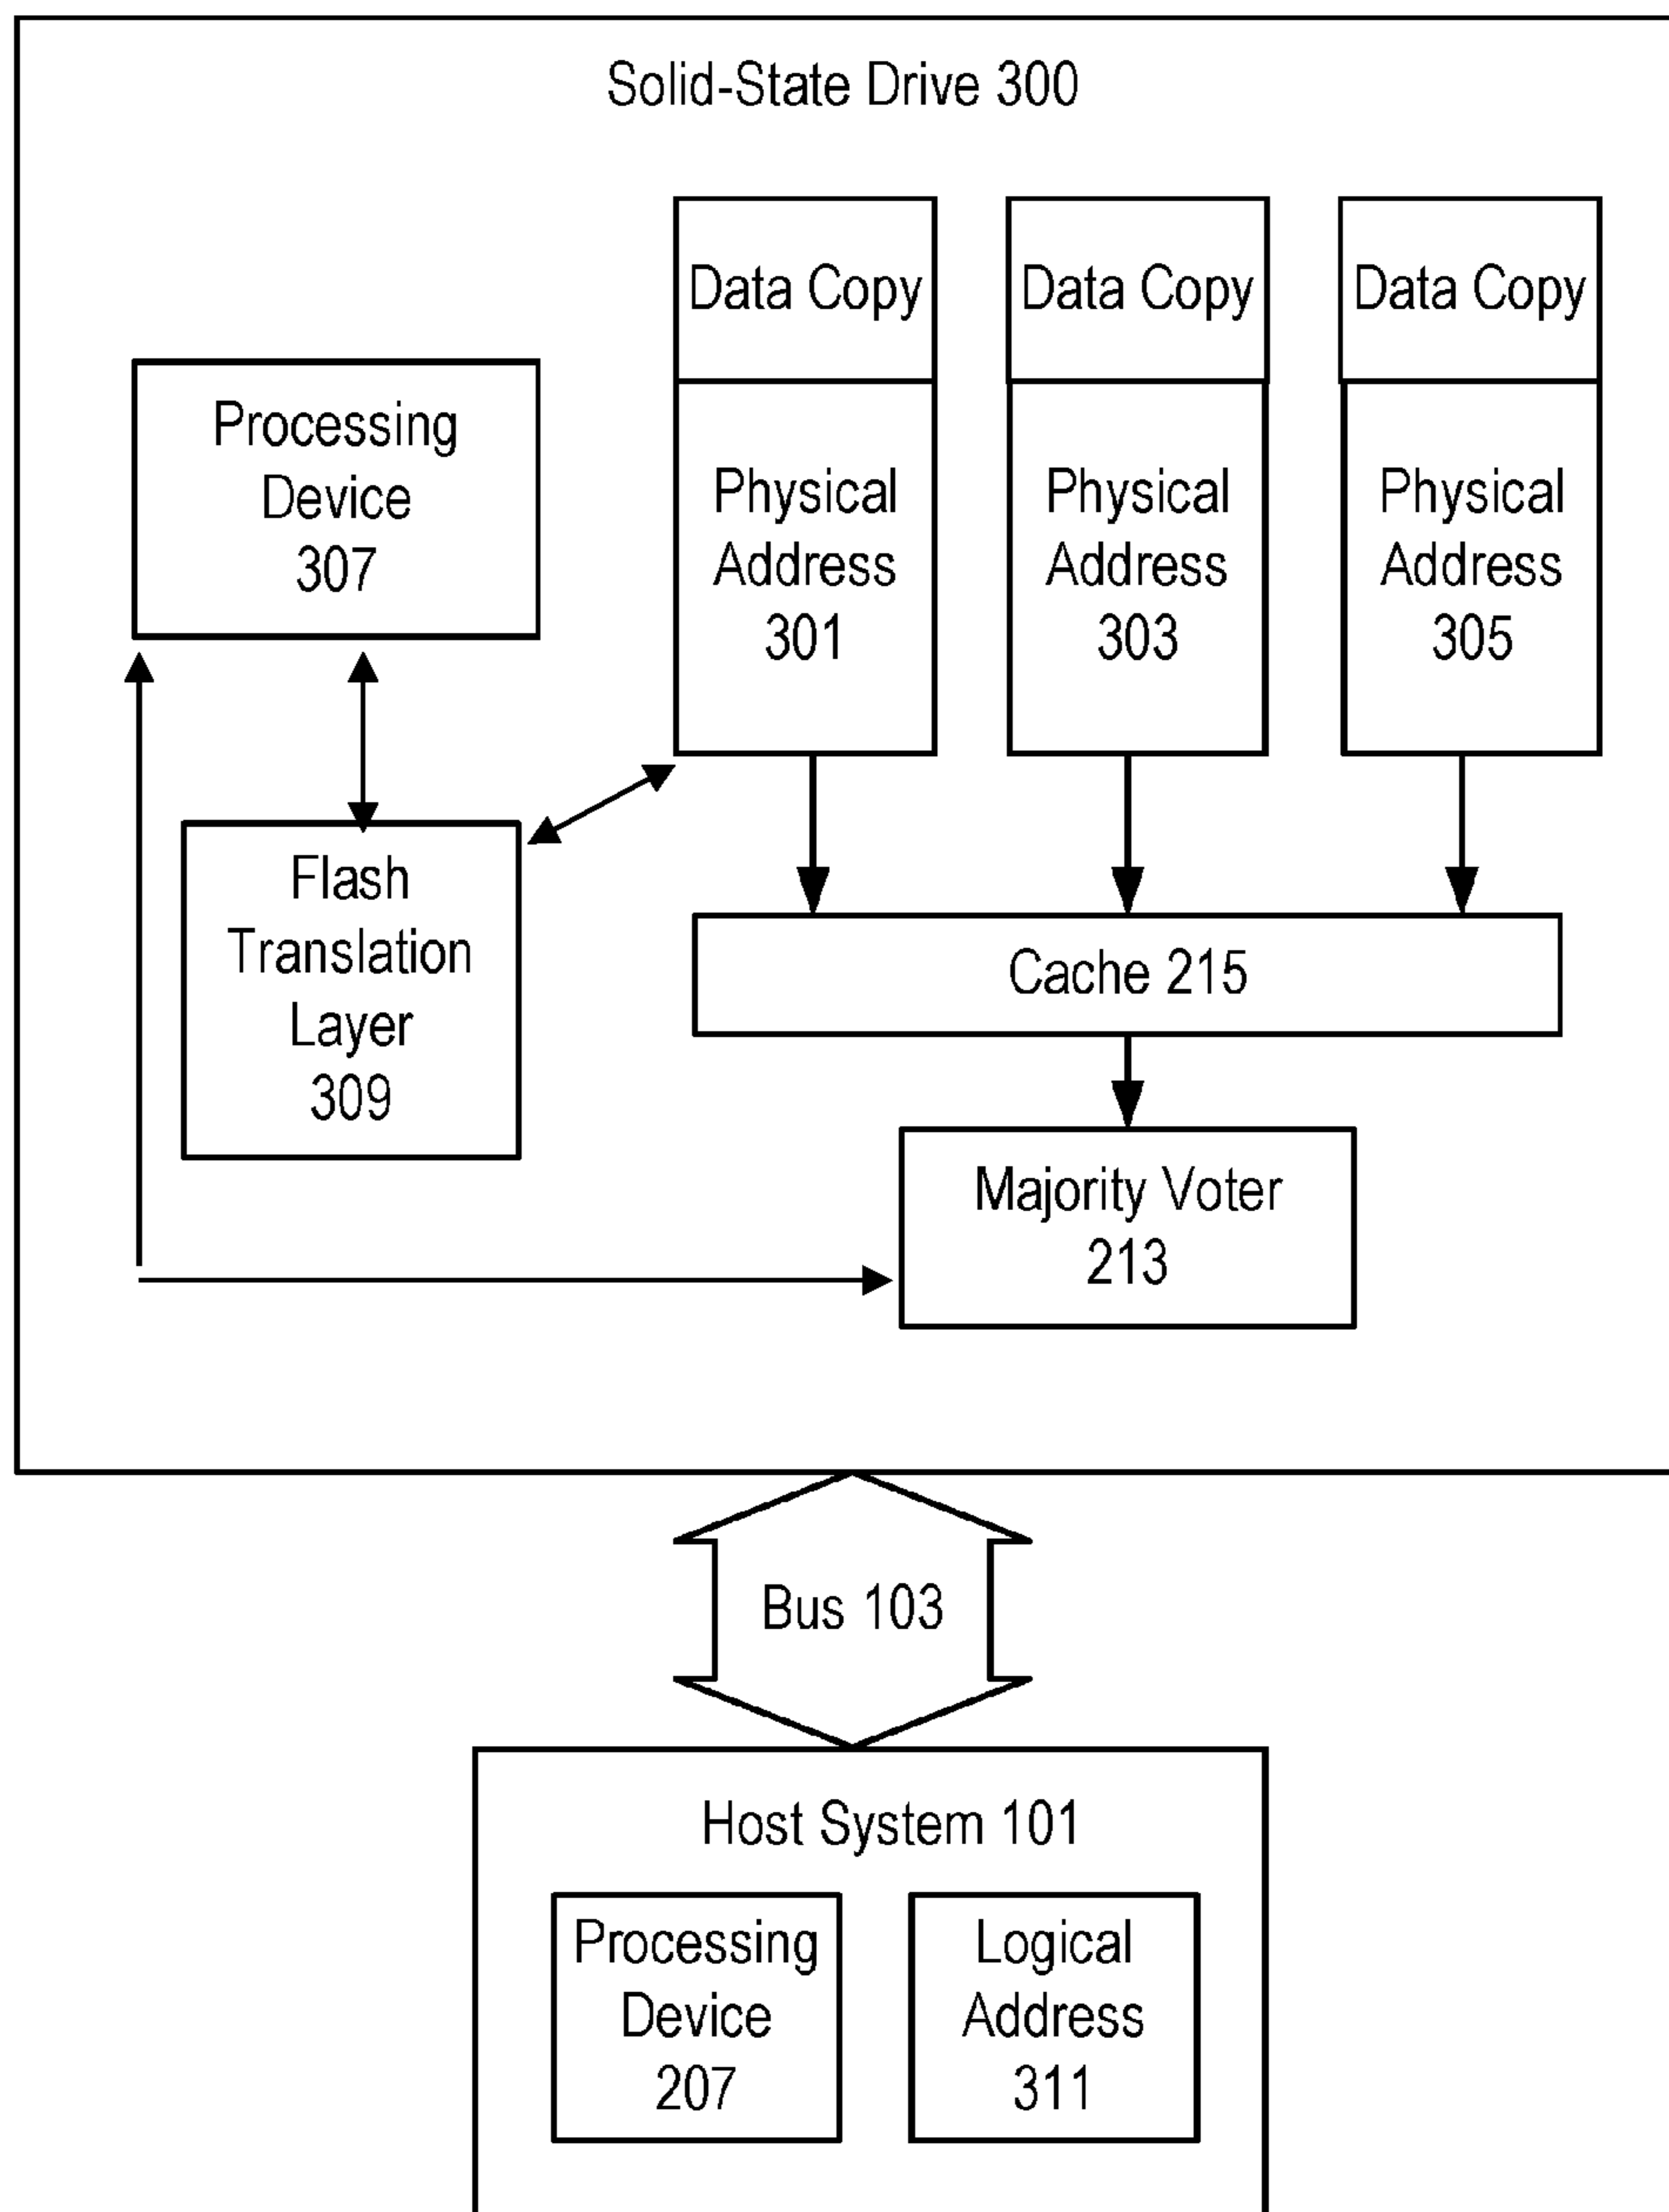 Solid-State Drive 300
Data Copy
Data Copy
Data Copy
Processing
Device
307
Physical
Address
301
Physical
Address
303
Physical
Address
305
Flash
Translation
Layer
309
Cache 215
Majority Voter
213
Bus 103
Host System 101
Processing
Device
207
Logical
Address
311